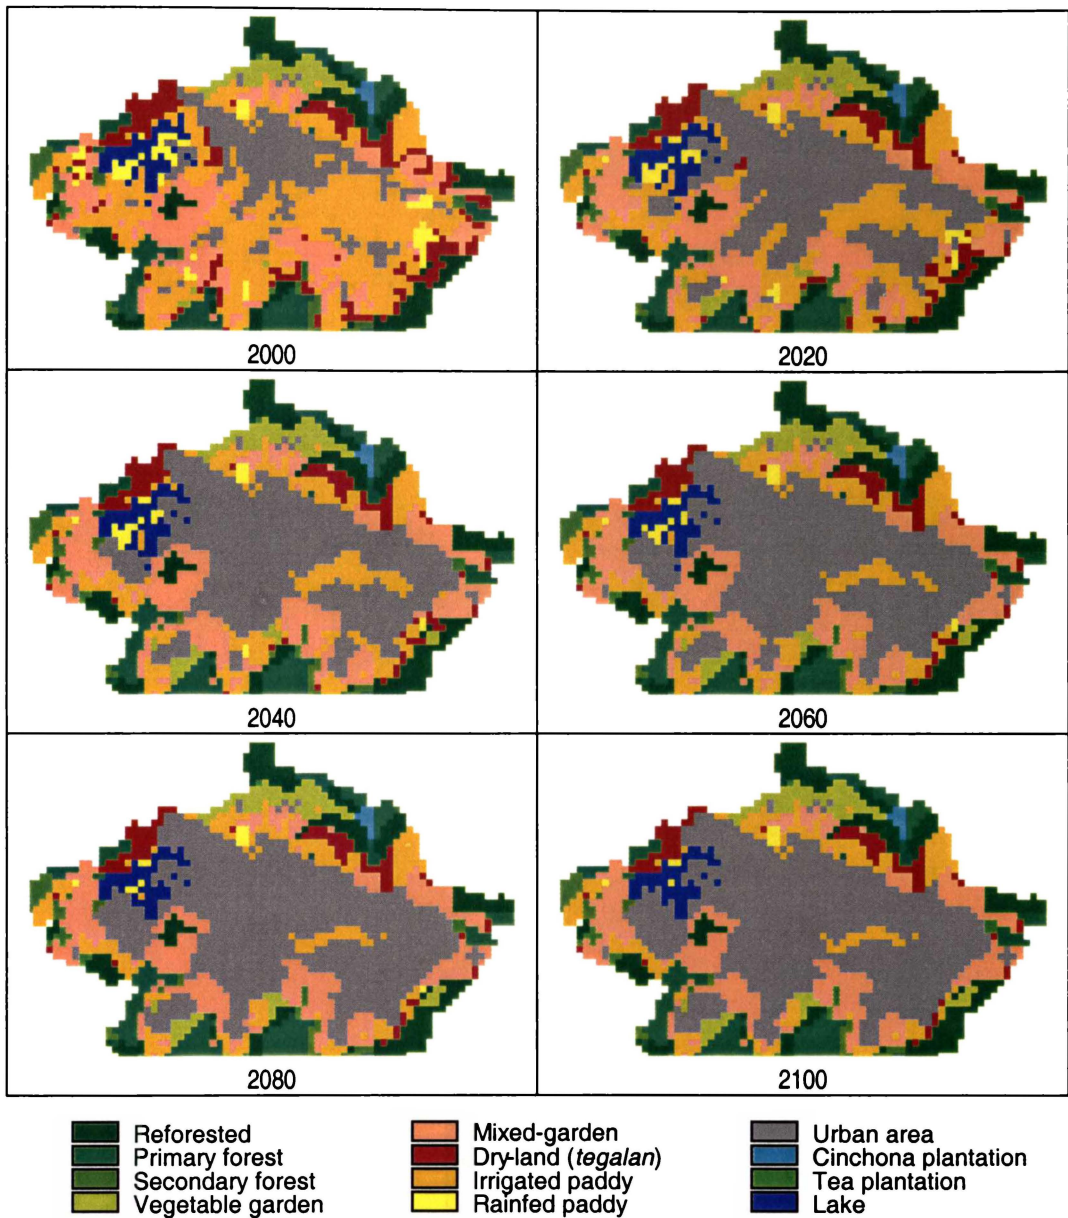 2000
2020
2040
2060
2080
2100
Reforested
Primary forest
Secondary forest
Vegetable garden
Mixed-garden
Dry-land (tegalan)
Irrigated paddy
Rainfed paddy
Urban area
Cinchona plantation
Tea plantation
Lake